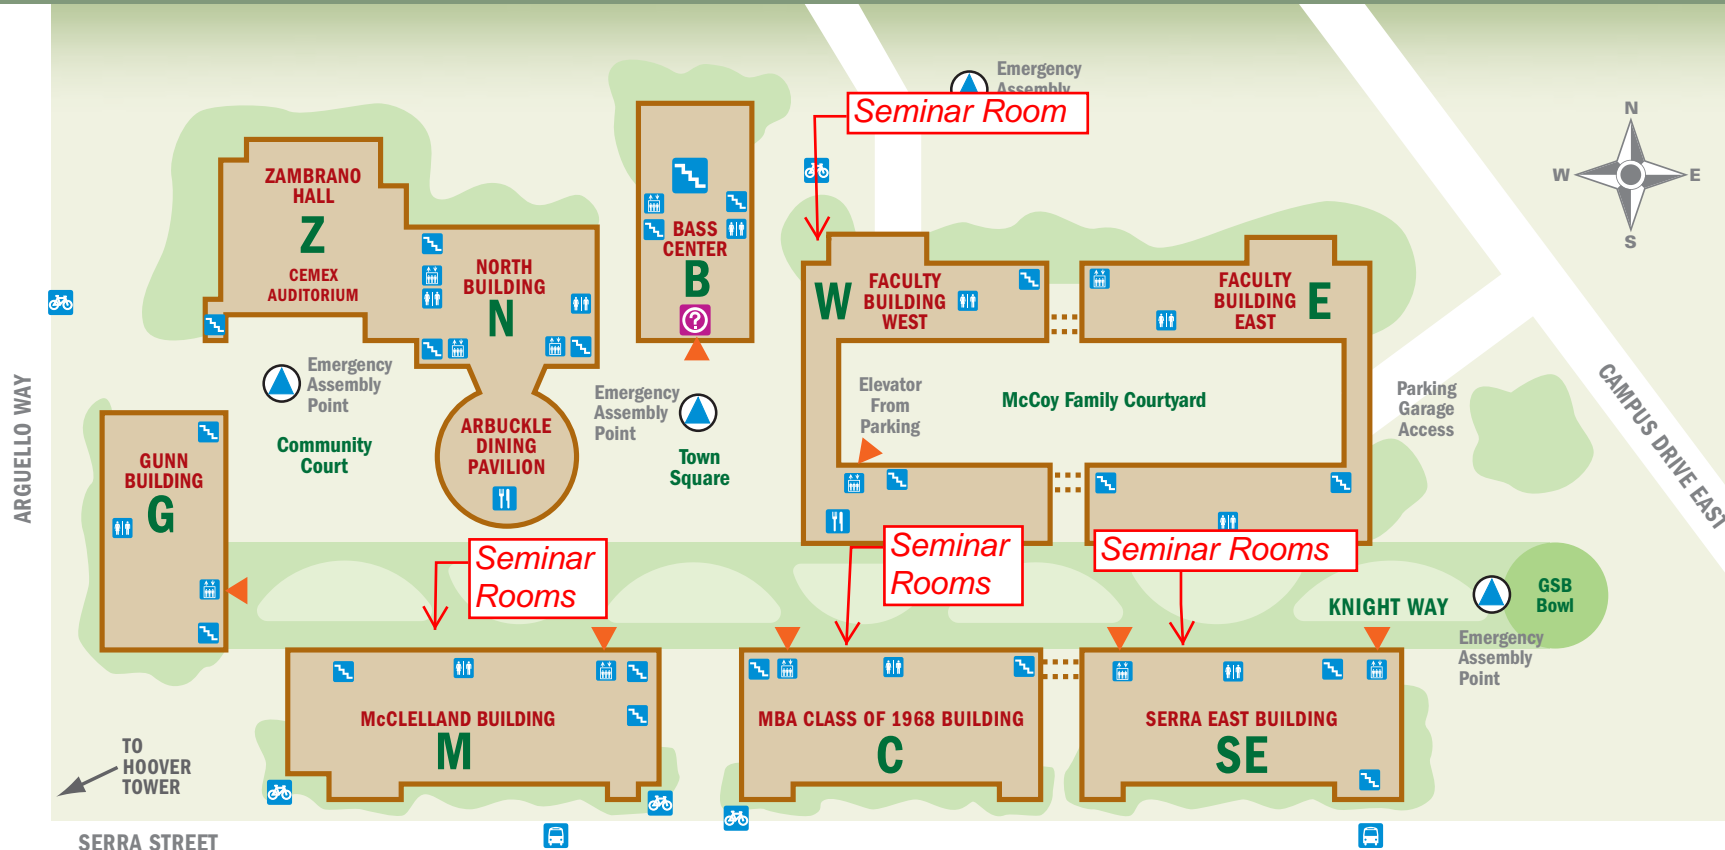 Emergency
Assembly
Seminar Room
N
W
E
S
ZAMBRANO
HALL
Z
CEMEX
AUDITORIUM
NORTH
BUILDING
N
BASS
CENTER
B
?
W
FACULTY
BUILDING
WEST
FACULTY
BUILDING
EAST
E
Emergency
Assembly
Point
Community
Court
Emergency
Assembly
Point
Town
Square
Elevator
From
Parking
McCoy Family Courtyard
Parking
Garage
Access
CAMPUS DRIVE EAST
ARGUELLO WAY
ARBUCKLE
DINING
PAVILION
GUNN
BUILDING
G
Seminar
Rooms
Seminar
Rooms
Seminar Rooms
KNIGHT WAY
GSB
Bowl
Emergency
Assembly
Point
McCLELLAND BUILDING
M
MBA CLASS OF 1968 BUILDING
C
SERRA EAST BUILDING
SE
TO
HOOVER
TOWER
SERRA STREET